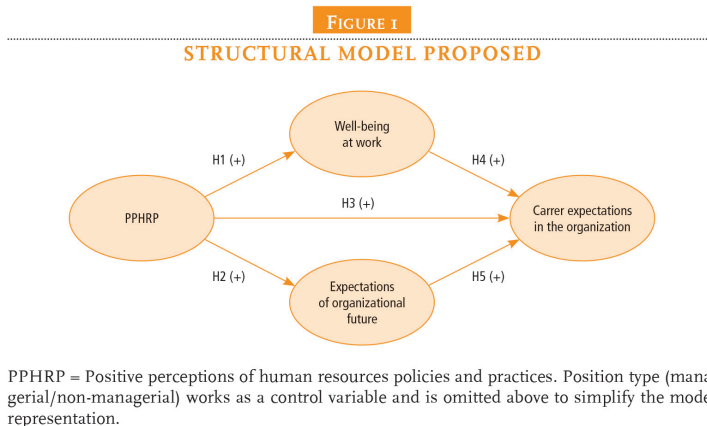 FIGURE 1
STRUCTURAL MODEL PROPOSED
Well-being
at work
H1 (+)
H4 (+)
H3 (+)
PPHRP
Carrer expectations
in the organization
H2 (+)
H5 (+)
Expectations
of organizational
future
PPHRP = Positive perceptions of human resources policies and practices. Position type (mana
gerial/non-managerial) works as a control variable and is omitted above to simplify the mode
representation.